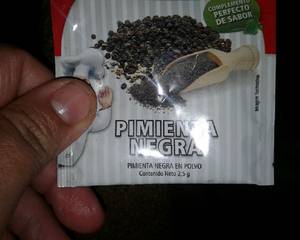 COMPLEMENTO
PERFECTO
DE SABOR
PIMIENTA
NEGRA
PIMIENTA NEGRA EN POLVO
Contenido Neto 2,5 g